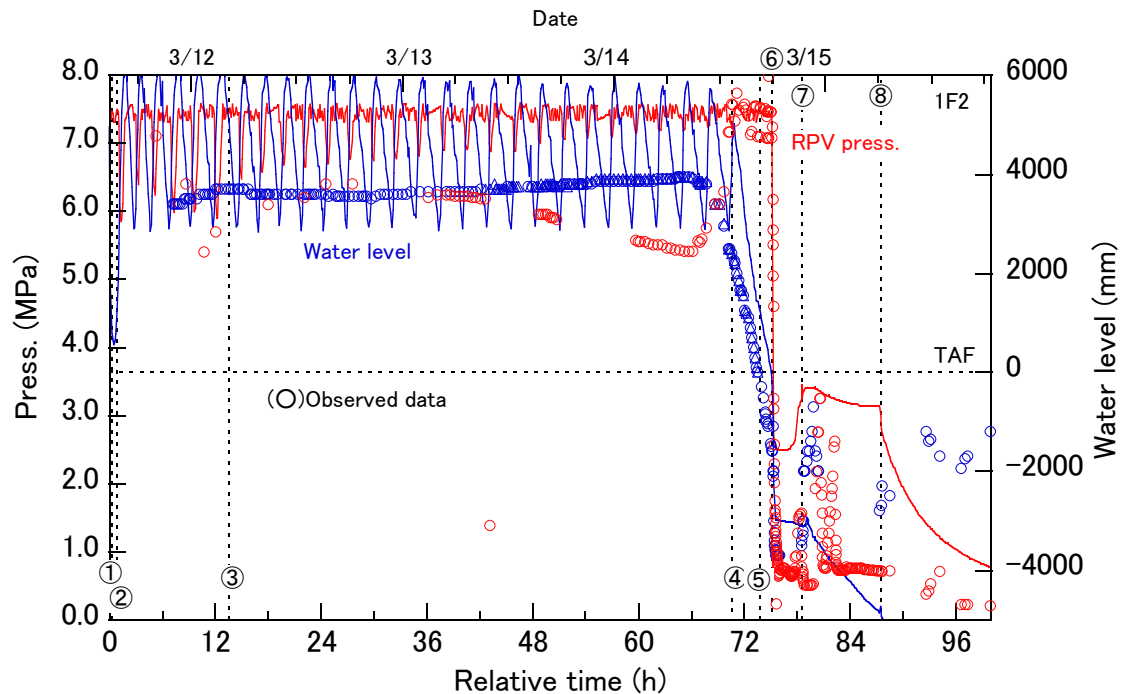 Date
3/12 3/13 3/14 ⑥ 3/15
8.0 6000
⑦ ⑧ 1F2
7.0 RPV press.
4000
6.0
Water level
5.0 2000
4.0 TAF
0
(○)Observed data
3.0
-2000
2.0
1.0 -4000
① ② ③ ④ ⑤
0.0
0 12 24 36 48 60 72 84 96
Relative time (h)
Press. (MPa)
Water level (mm)